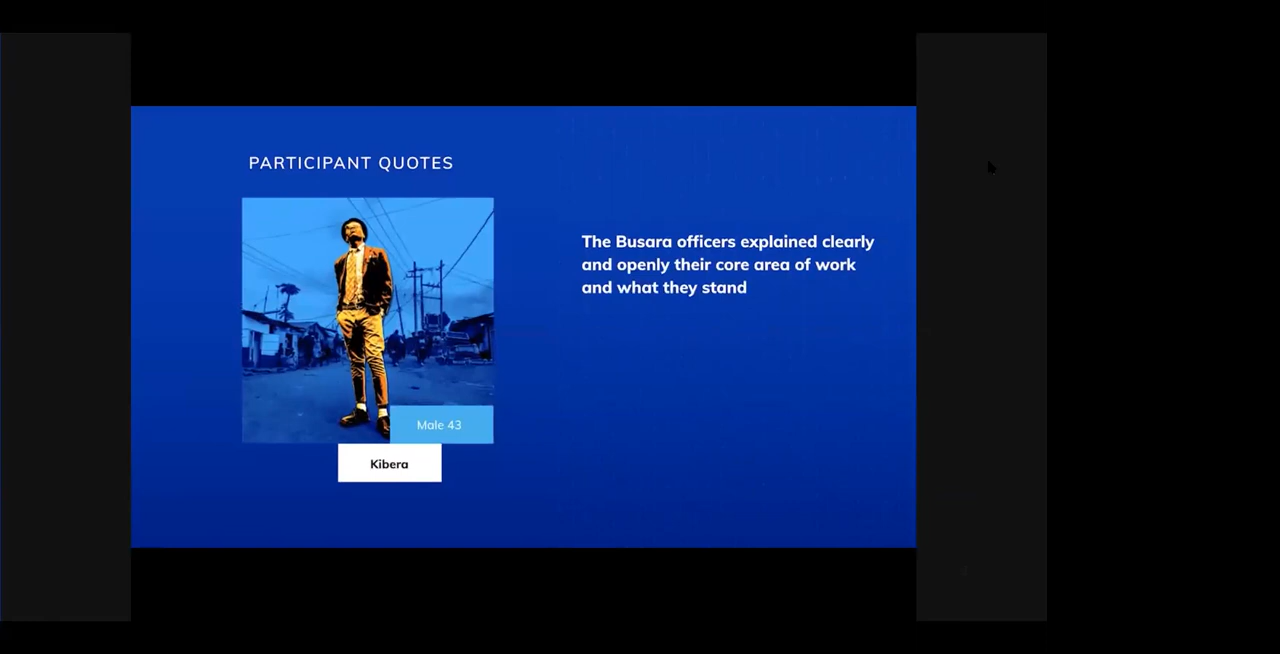 PARTICIPANT QUOTES
The Busara officers explained clearly
and openly their core area of work
and what they stand
Male 43
Kibera